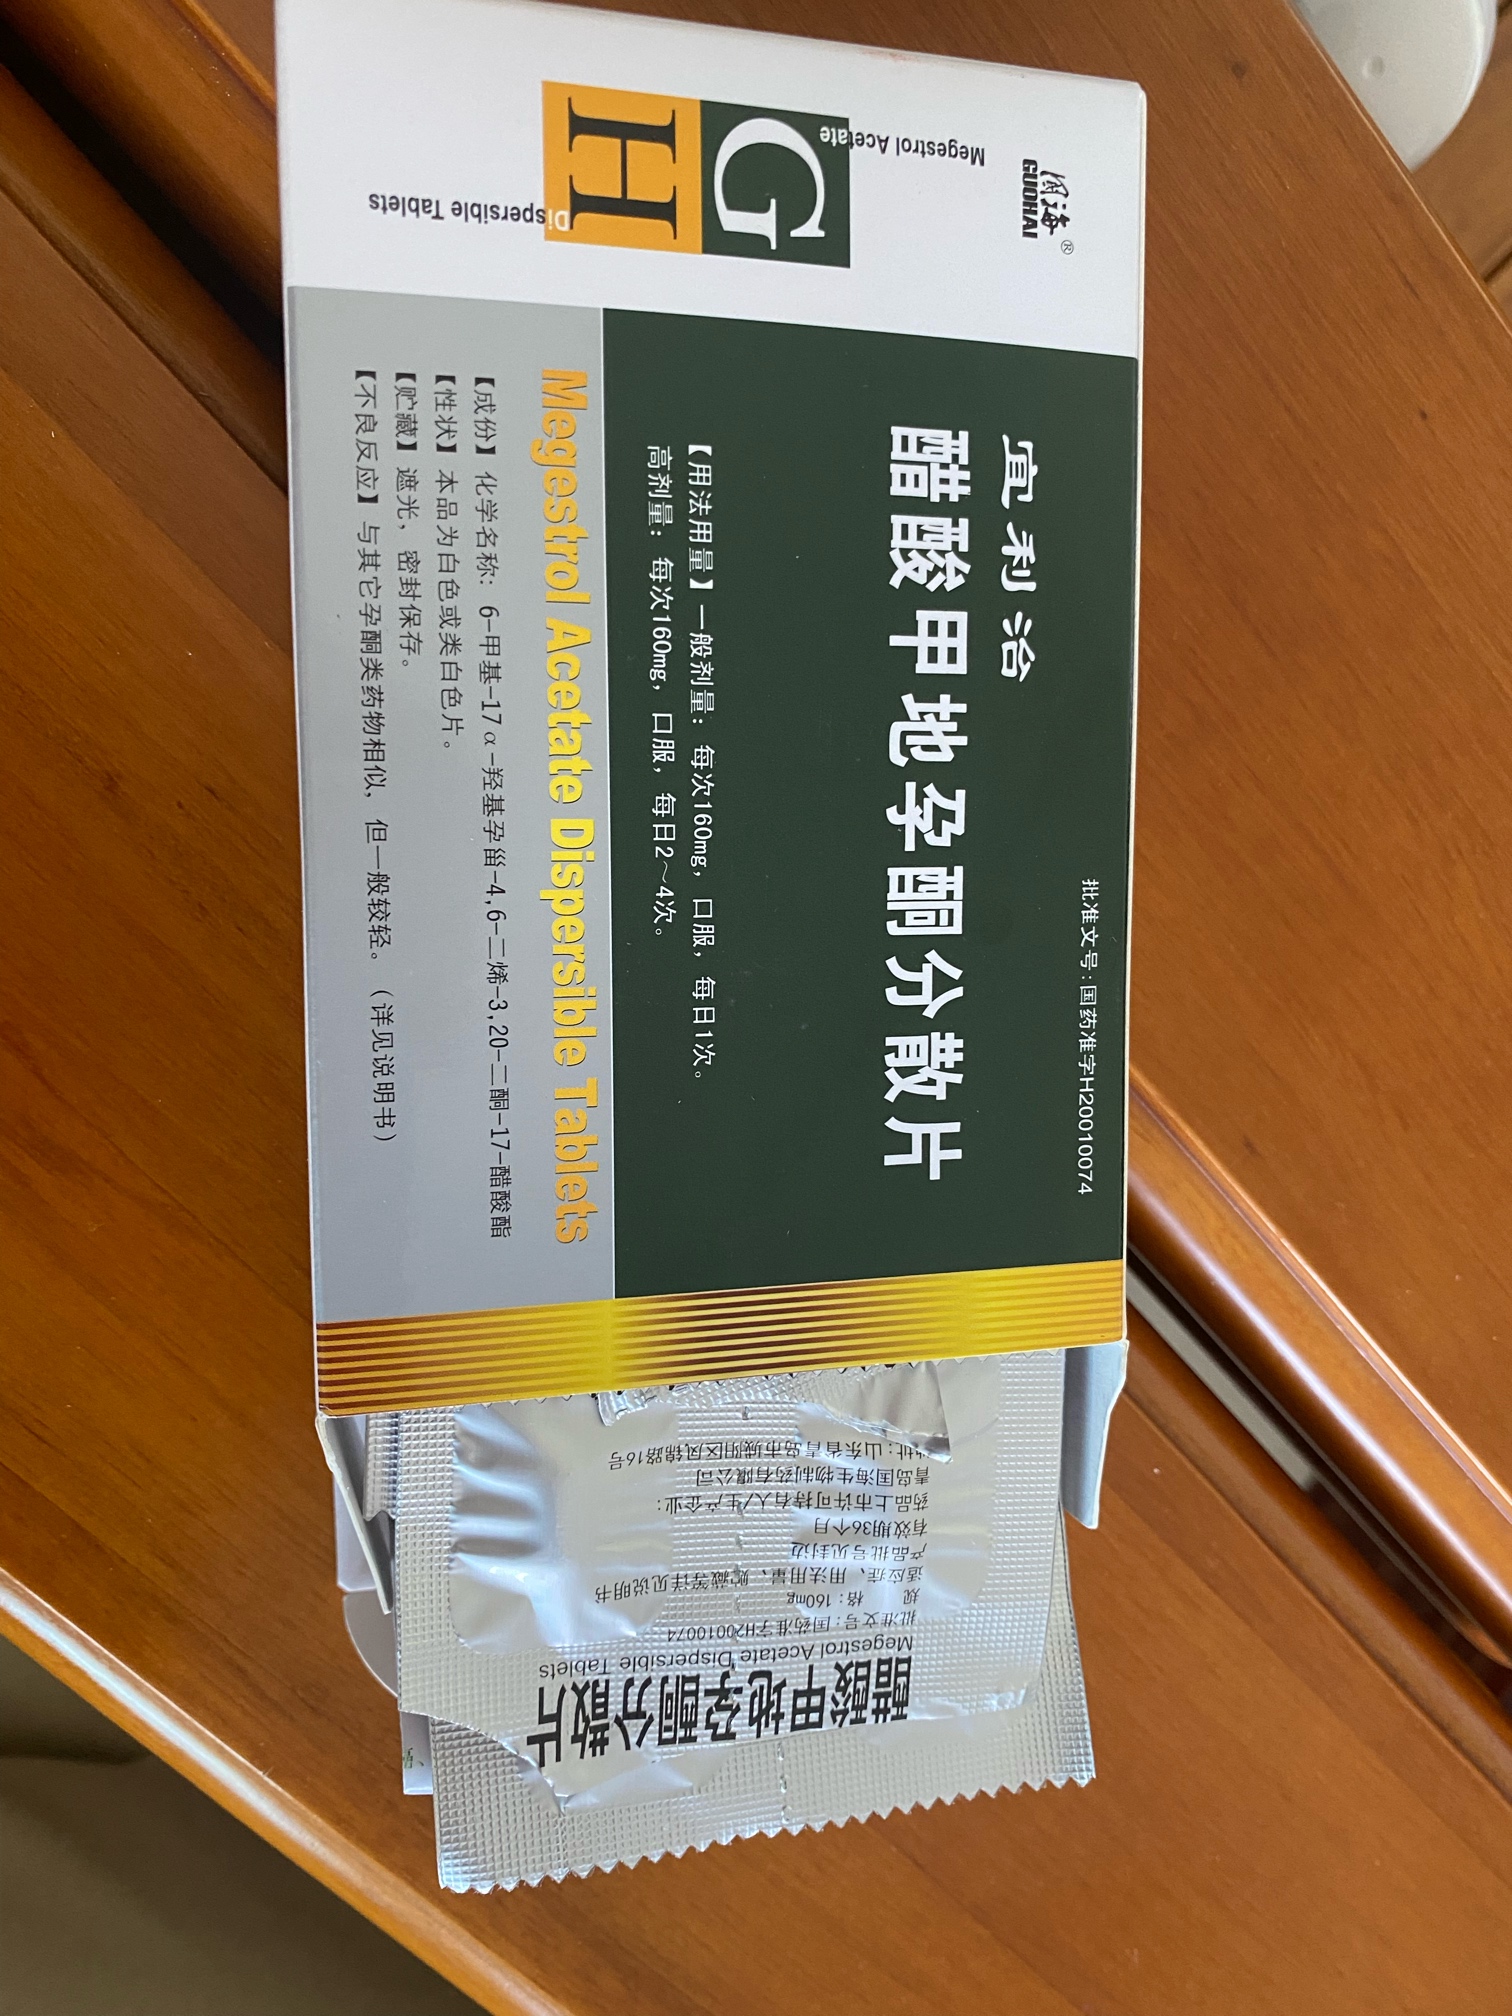 国海
GUOHAI
®
Megestrol Acetate
GH
Dispersible Tablets
批准文号：国药准字H20010074
宜利治
醋酸甲地孕酮分散片
【用法用量】一般剂量：每次160mg，口服，每日1次。
高剂量：每次160mg，口服，每日2～4次。
Megestrol Acetate Dispersible Tablets
【成份】化学名称：6-甲基-17α-羟基孕甾-4,6-二烯-3,20-二酮-17-醋酸酯
【性状】本品为白色或类白色片。
【贮藏】遮光，密封保存。
【不良反应】与其它孕酮类药物相似，但一般较轻。（详见说明书）
醋酸甲地孕酮分散片
Megestrol Acetate Dispersible Tablets
批准文号：国药准字H20010074
规 格：160mg
适应症、用法用量、贮藏等详见说明书
产品批号见封边
有效期36个月
药品上市许可持有人/生产企业：
青岛国海生物制药有限公司
地址：山东省青岛市城阳区凤锦路16号